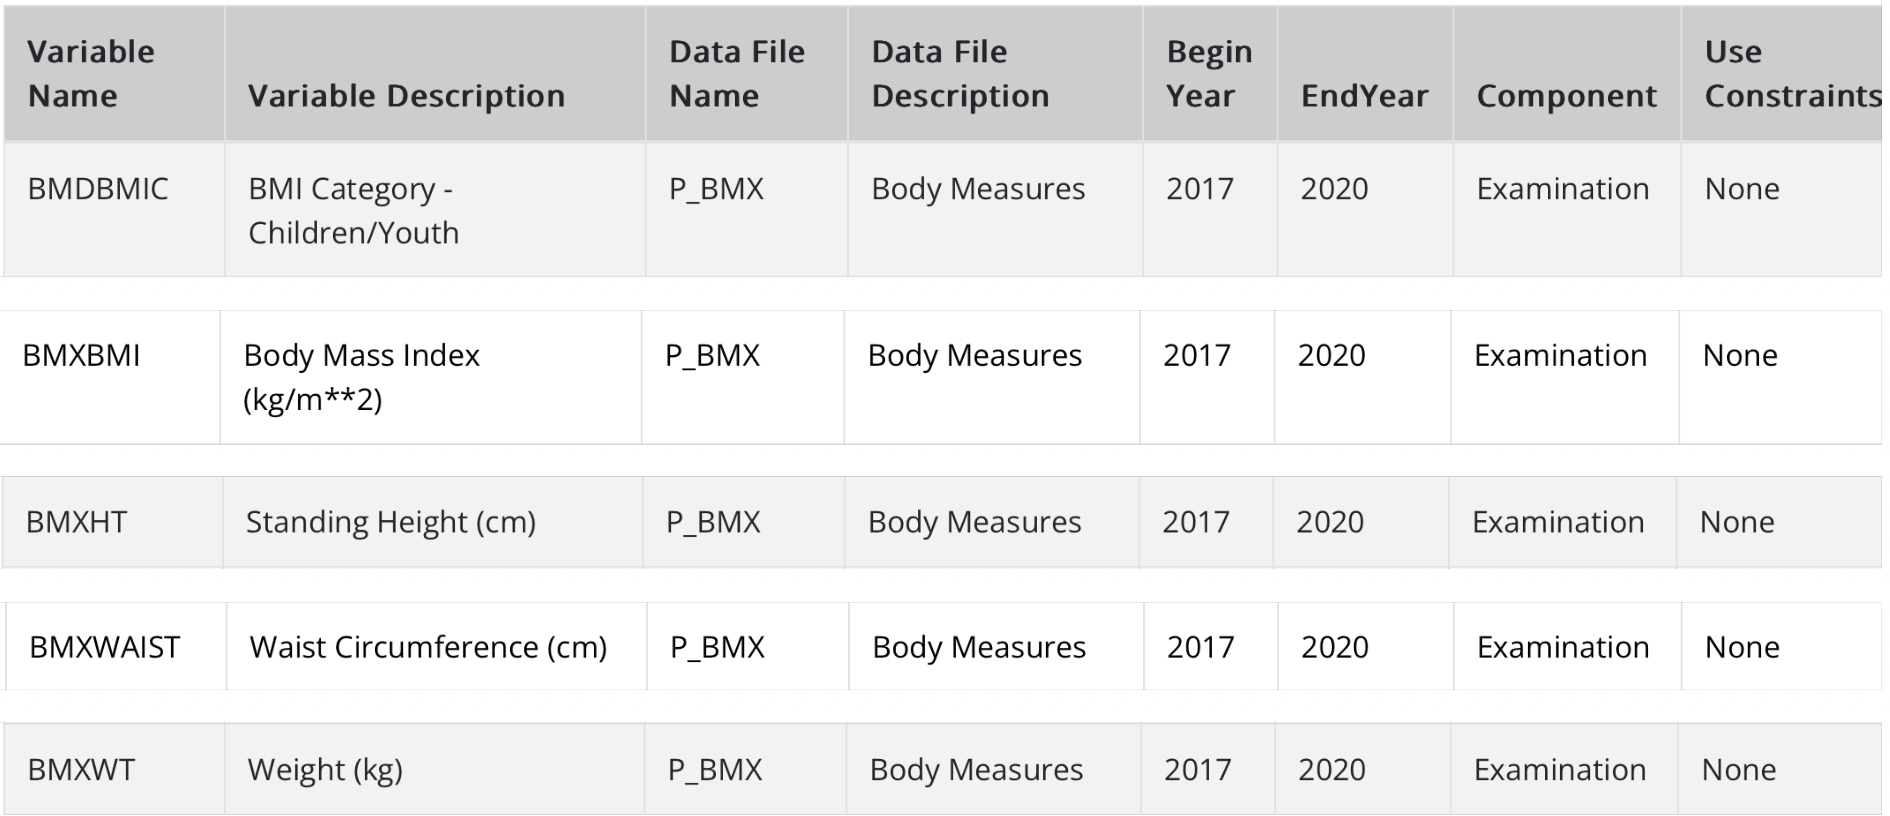 Variable Name Variable Description Data File Name Data File Description Begin Year EndYear Component Use Constraints
BMDBMIC BMI Category - Children/Youth P_BMX Body Measures 2017 2020 Examination None
BMXBMI Body Mass Index (kg/m**2) P_BMX Body Measures 2017 2020 Examination None
BMXHT Standing Height (cm) P_BMX Body Measures 2017 2020 Examination None
BMXWAIST Waist Circumference (cm) P_BMX Body Measures 2017 2020 Examination None
BMXWT Weight (kg) P_BMX Body Measures 2017 2020 Examination None